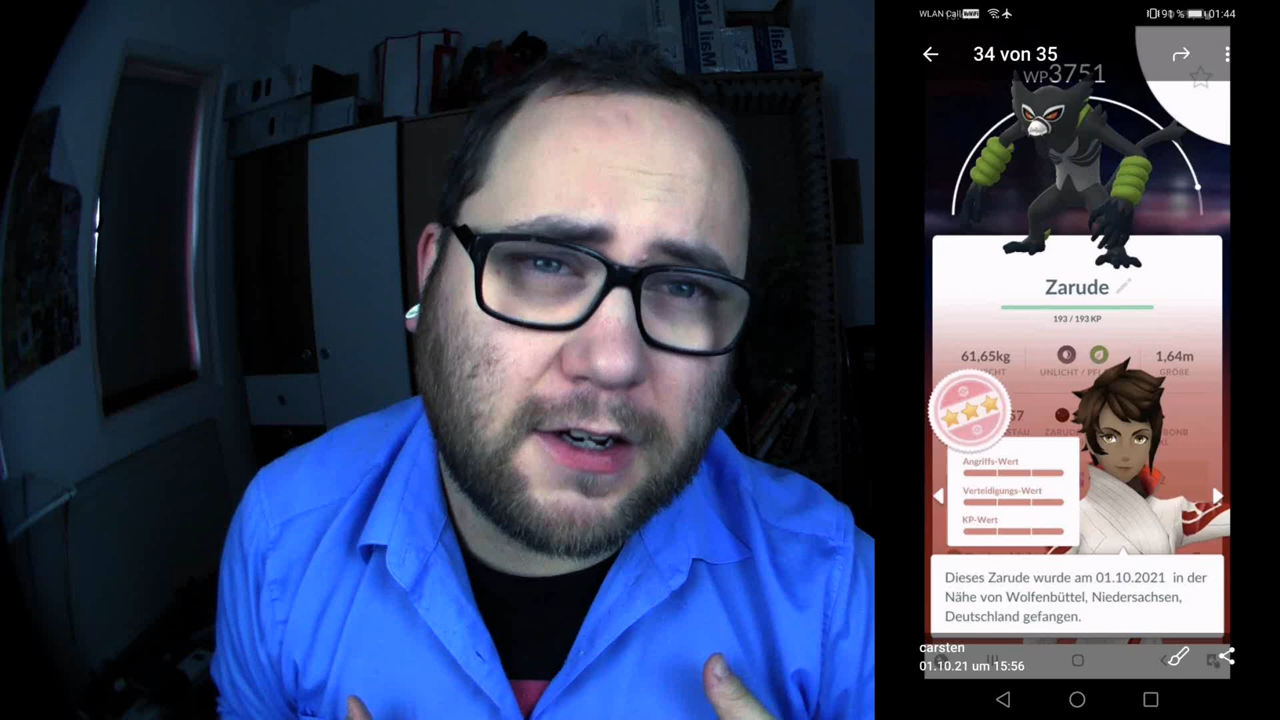 WLAN Call
91 %
01:44
34 von 35
WP3751
Zarude
193 / 193 KP
61,65kg
1,64m
UNLICHT /
57
Angriffs-Wert
Verteidigungs-Wert
KP-Wert
Dieses Zarude wurde am 01.10.2021 in der
Nähe von Wolfenbüttel, Niedersachsen,
Deutschland gefangen.
carsten
01.10.21 um 15:56